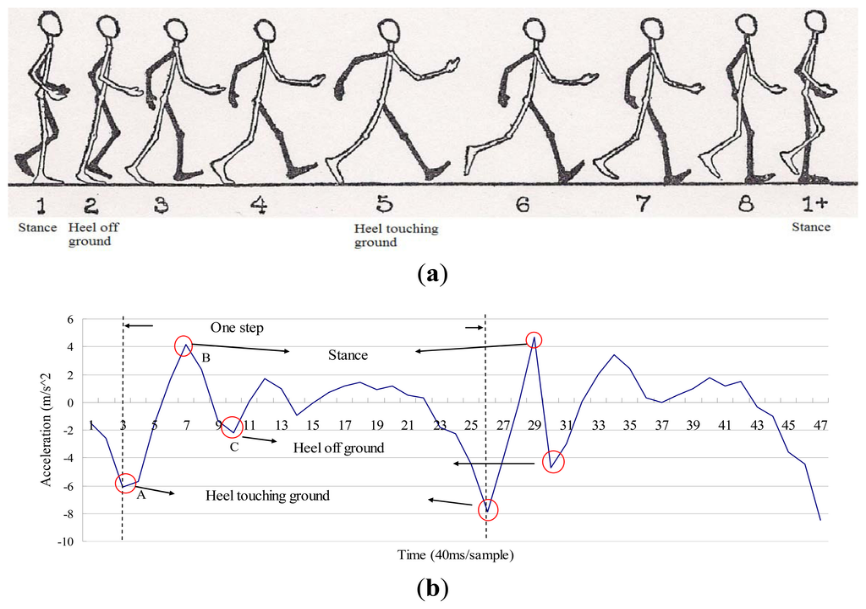 1 2 3 4 5 6 7 8 1+
Stance Heel off Heel touching Stance
ground ground
(a)
6
One step
4
B Stance
2
0
1 3 5 7 9 11 13 15 17 19 21 23 25 27 29 31 33 35 37 39 41 43 45 47
-2
C Heel off ground
-4
-6
A Heel touching ground
-8
-10
Acceleration (m/s^2
Time (40ms/sample)
(b)